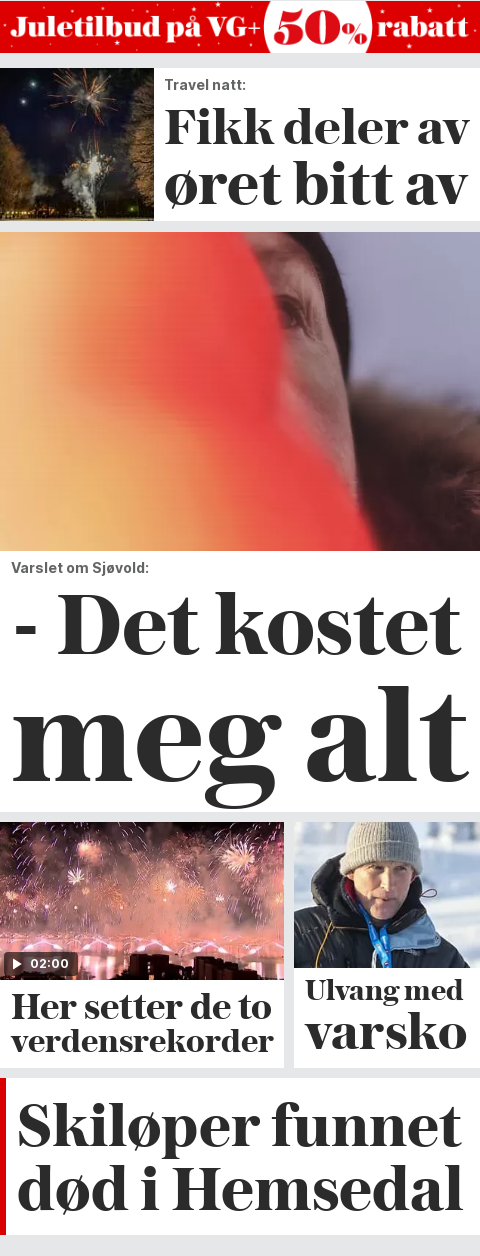 Juletilbud på VG+ 50% rabatt
Travel natt:
Fikk deler av
øret bitt av
Varslet om Sjøvold:
- Det kostet
meg alt
02:00
Her setter de to
verdensrekorder
Ulvang med
varsko
Skiløper funnet
død i Hemsedal